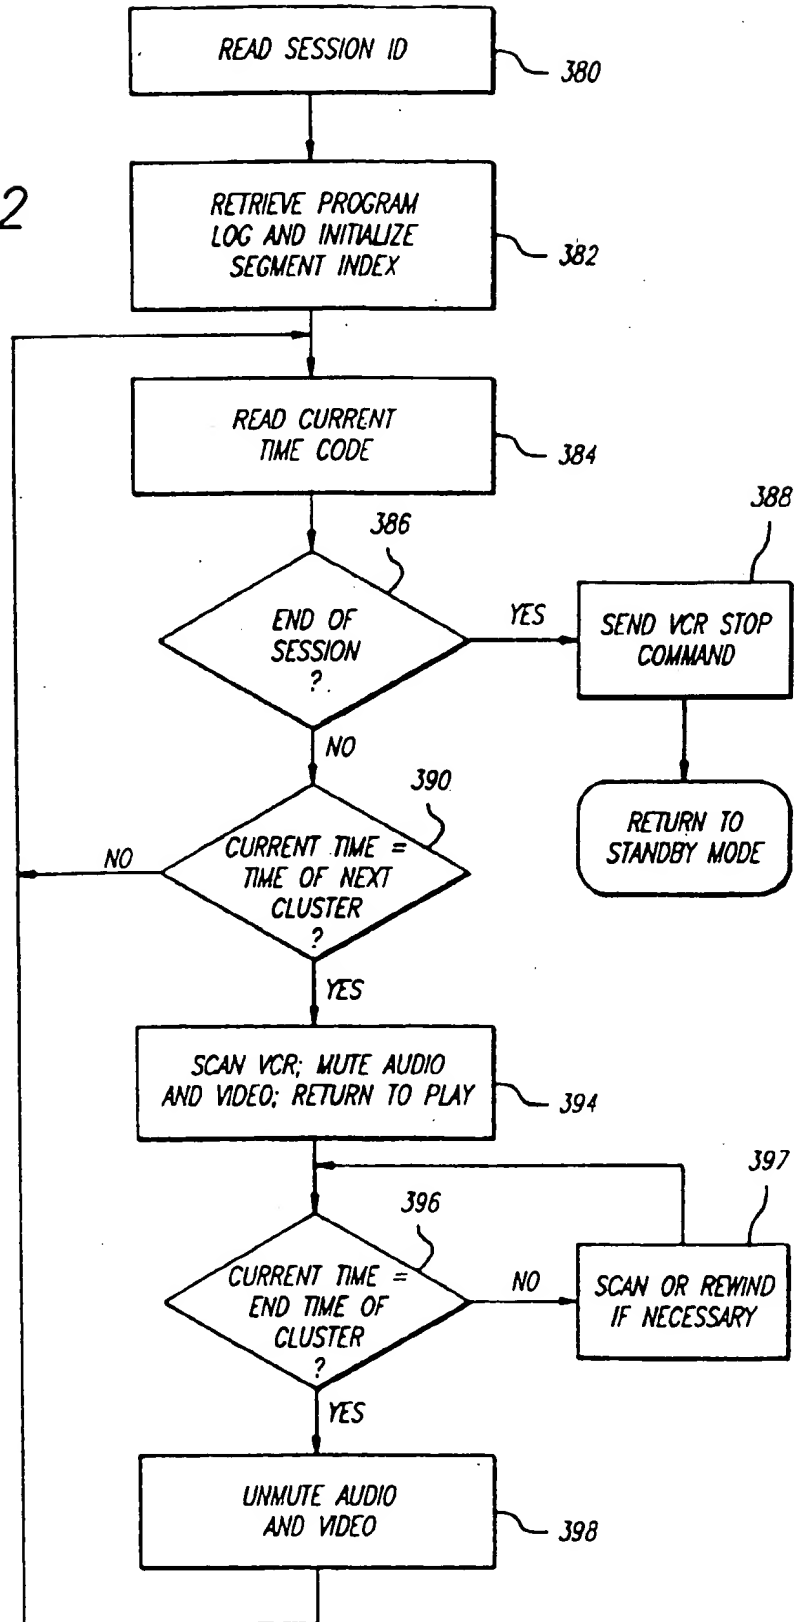 READ SESSION ID
380
2
RETRIEVE PROGRAM
LOG AND INITIALIZE
SEGMENT INDEX
382
READ CURRENT
TIME CODE
384
386
388
END OF
SESSION
?
YES
SEND VCR STOP
COMMAND
NO
390
RETURN TO
STANDBY MODE
CURRENT TIME =
TIME OF NEXT
CLUSTER
?
NO
YES
SCAN VCR; MUTE AUDIO
AND VIDEO; RETURN TO PLAY
394
397
396
CURRENT TIME =
END TIME OF
CLUSTER
?
NO
SCAN OR REWIND
IF NECESSARY
YES
UNMUTE AUDIO
AND VIDEO
398